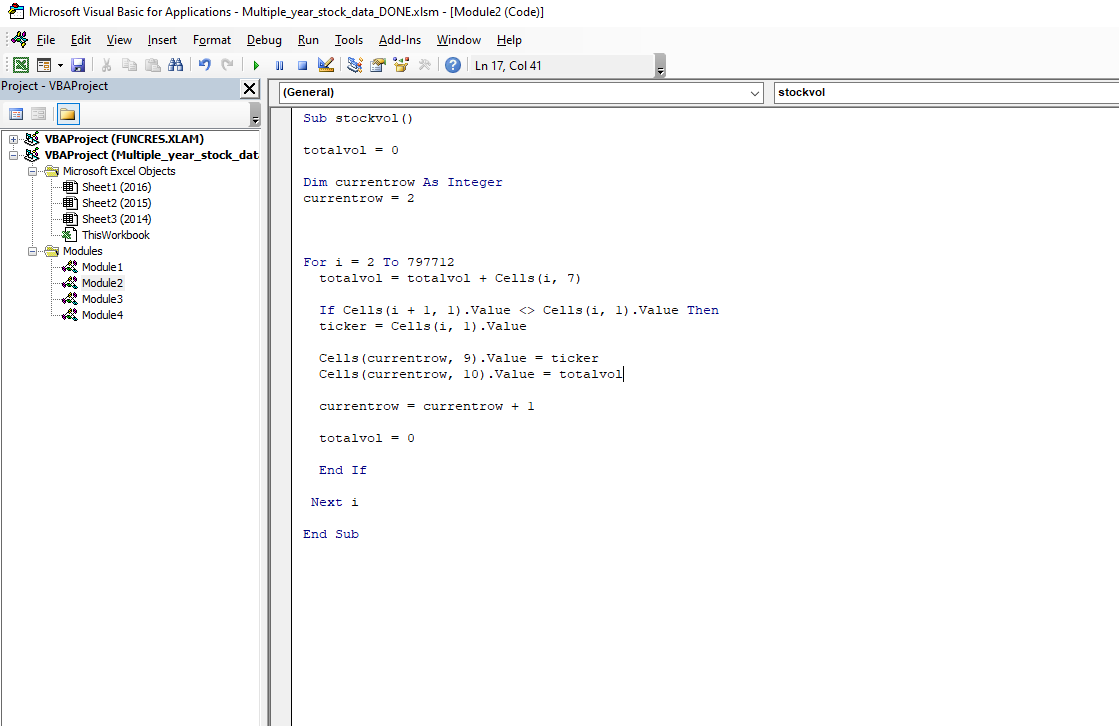 Microsoft Visual Basic for Applications - Multiple_year_stock_data_DONE.xlsm - [Module2 (Code)]
File Edit View Insert Format Debug Run Tools Add-Ins Window Help
Ln 17, Col 41
Project - VBAProject
(General) stockvol
VBAProject (FUNCRES.XLAM)
VBAProject (Multiple_year_stock_dat
Microsoft Excel Objects
Sheet1 (2016)
Sheet2 (2015)
Sheet3 (2014)
ThisWorkbook
Modules
Module1
Module2
Module3
Module4
Sub stockvol()
totalvol = 0
Dim currentrow As Integer
currentrow = 2
For i = 2 To 797712
totalvol = totalvol + Cells(i, 7)
If Cells(i + 1, 1).Value <> Cells(i, 1).Value Then
ticker = Cells(i, 1).Value
Cells(currentrow, 9).Value = ticker
Cells(currentrow, 10).Value = totalvol
currentrow = currentrow + 1
totalvol = 0
End If
Next i
End Sub